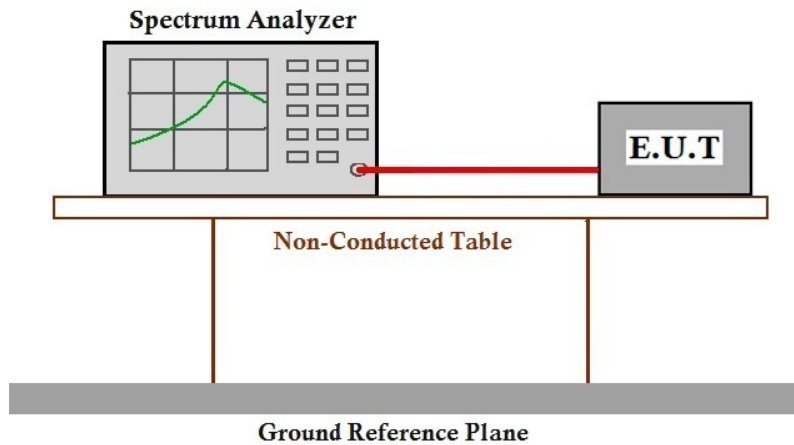 Spectrum Analyzer
E.U.T
Non-Conducted Table
Ground Reference Plane